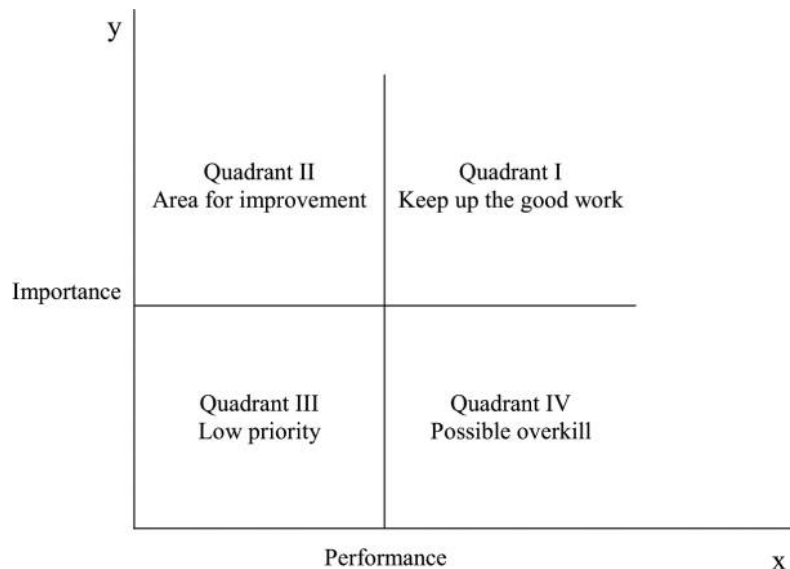 y
Quadrant II
Area for improvement
Quadrant I
Keep up the good work
Importance
Quadrant III
Low priority
Quadrant IV
Possible overkill
Performance
x